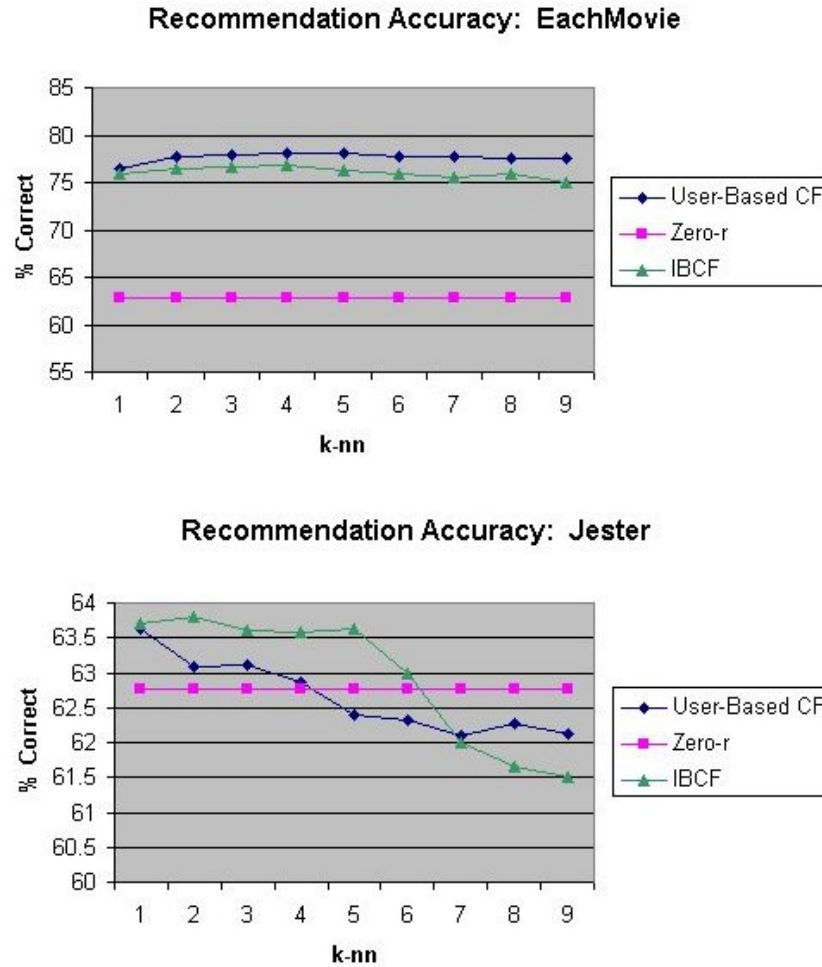 Recommendation Accuracy:  EachMovie
85
80
75
70
65
60
55
% Correct
1 2 3 4 5 6 7 8 9
k-nn
User-Based CF
Zero-r
IBCF
Recommendation Accuracy:  Jester
64
63.5
63
62.5
62
61.5
61
60.5
60
% Correct
1 2 3 4 5 6 7 8 9
k-nn
User-Based CF
Zero-r
IBCF